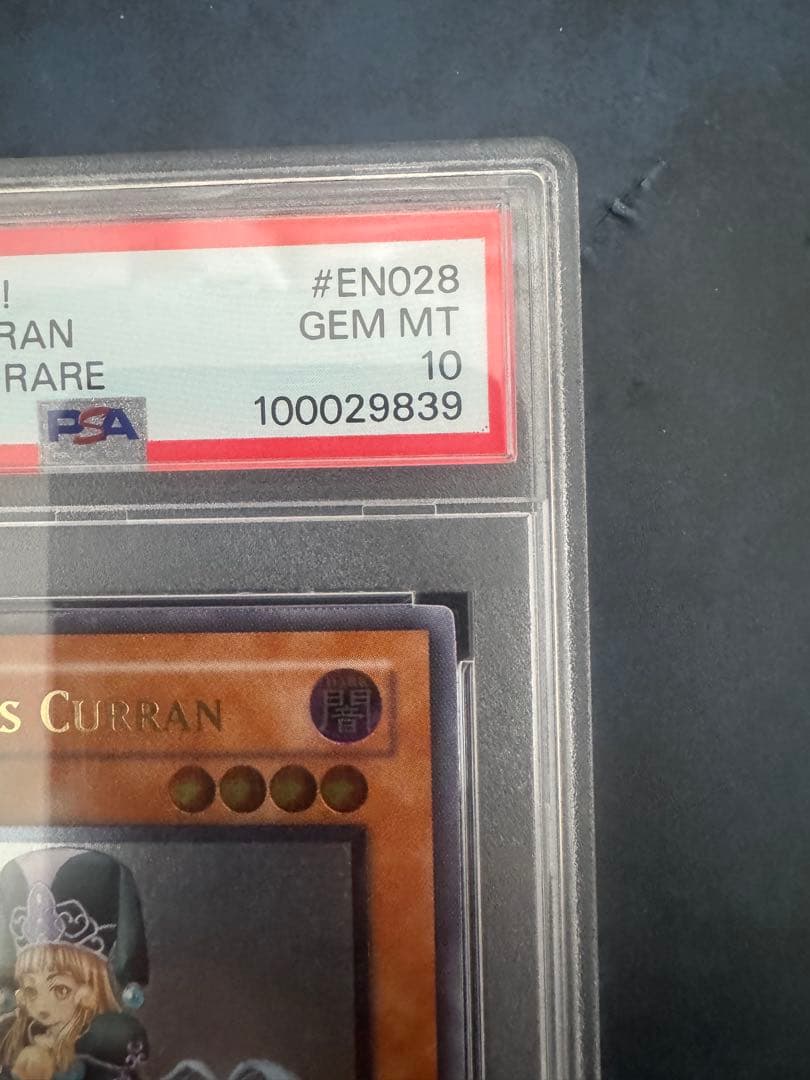 !
#EN028
RAN
GEM MT
RARE
10
PSA
100029839
S CURRAN
闇